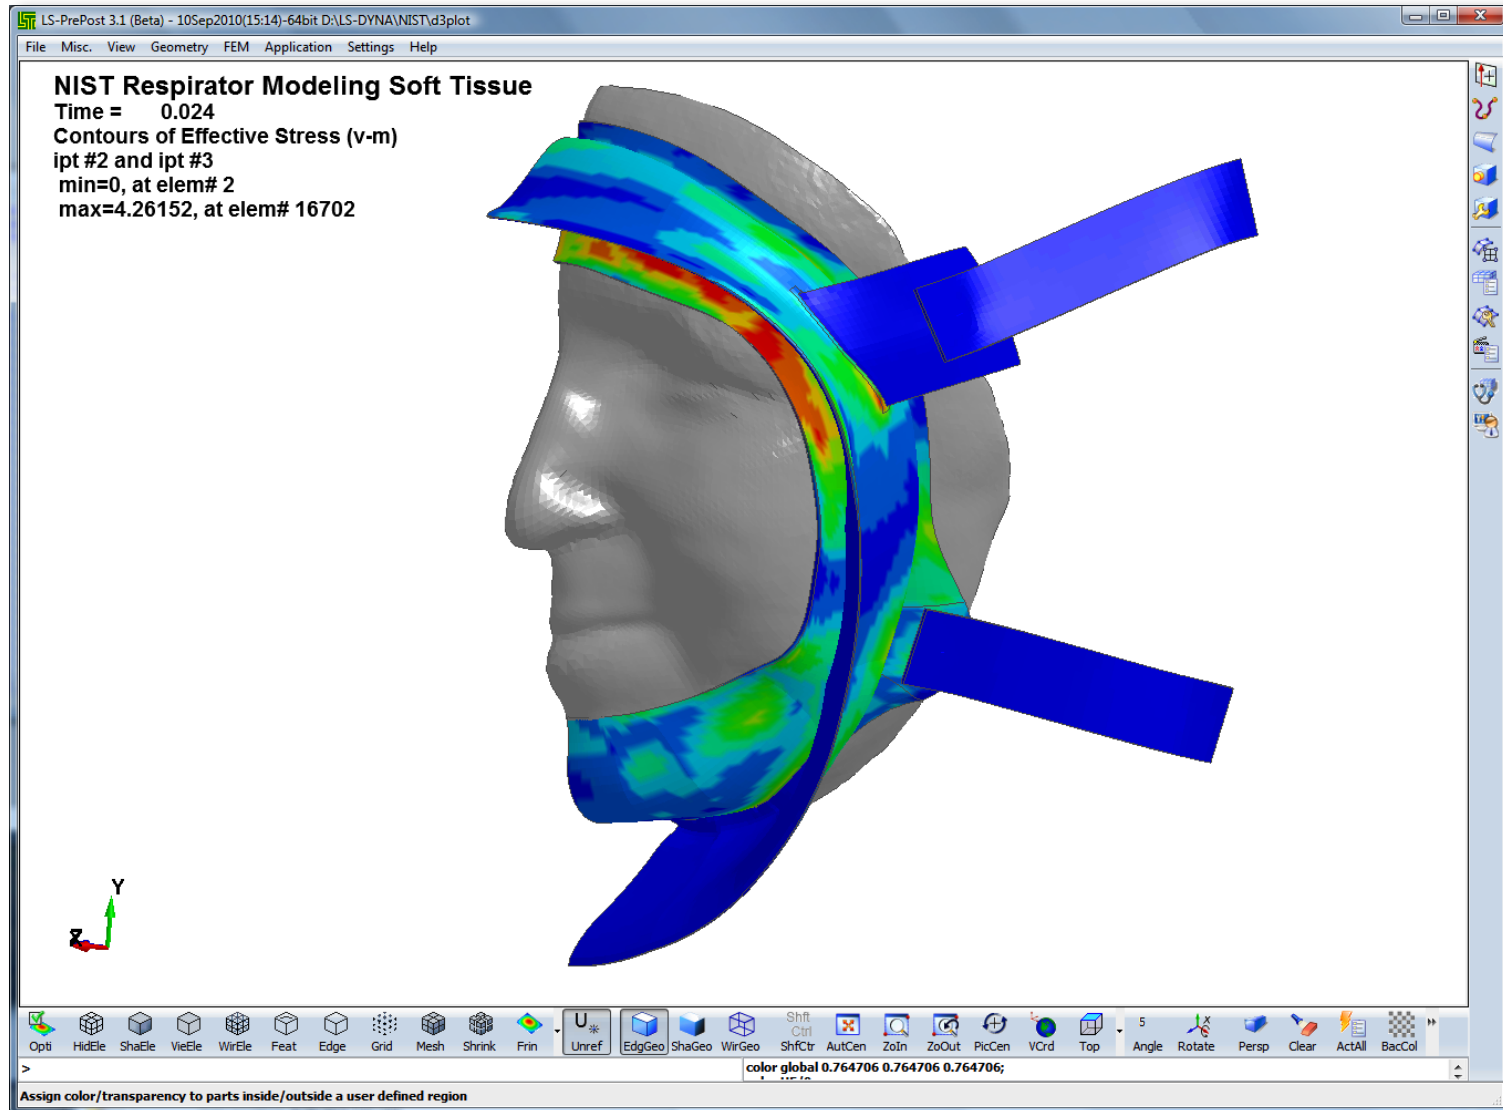 LS-PrePost 3.1 (Beta) - 10Sep2010(15:14)-64bit D:\LS-DYNA\NIST\d3plot
File Misc. View Geometry FEM Application Settings Help
NIST Respirator Modeling Soft Tissue
Time = 0.024
Contours of Effective Stress (v-m)
ipt #2 and ipt #3
min=0, at elem# 2
max=4.26152, at elem# 16702
Y
Opti HidEle ShaEle VieEle WirEle Feat Edge Grid Mesh Shrink Frin Unref EdgGeo ShaGeo WirGeo ShfCtr AutCen ZoIn ZoOut PicCen VCrd Top Angle Rotate Persp Clear ActAll BacCol
U
Shft
Ctrl
5
>
color global 0.764706 0.764706 0.764706;
Assign color/transparency to parts inside/outside a user defined region